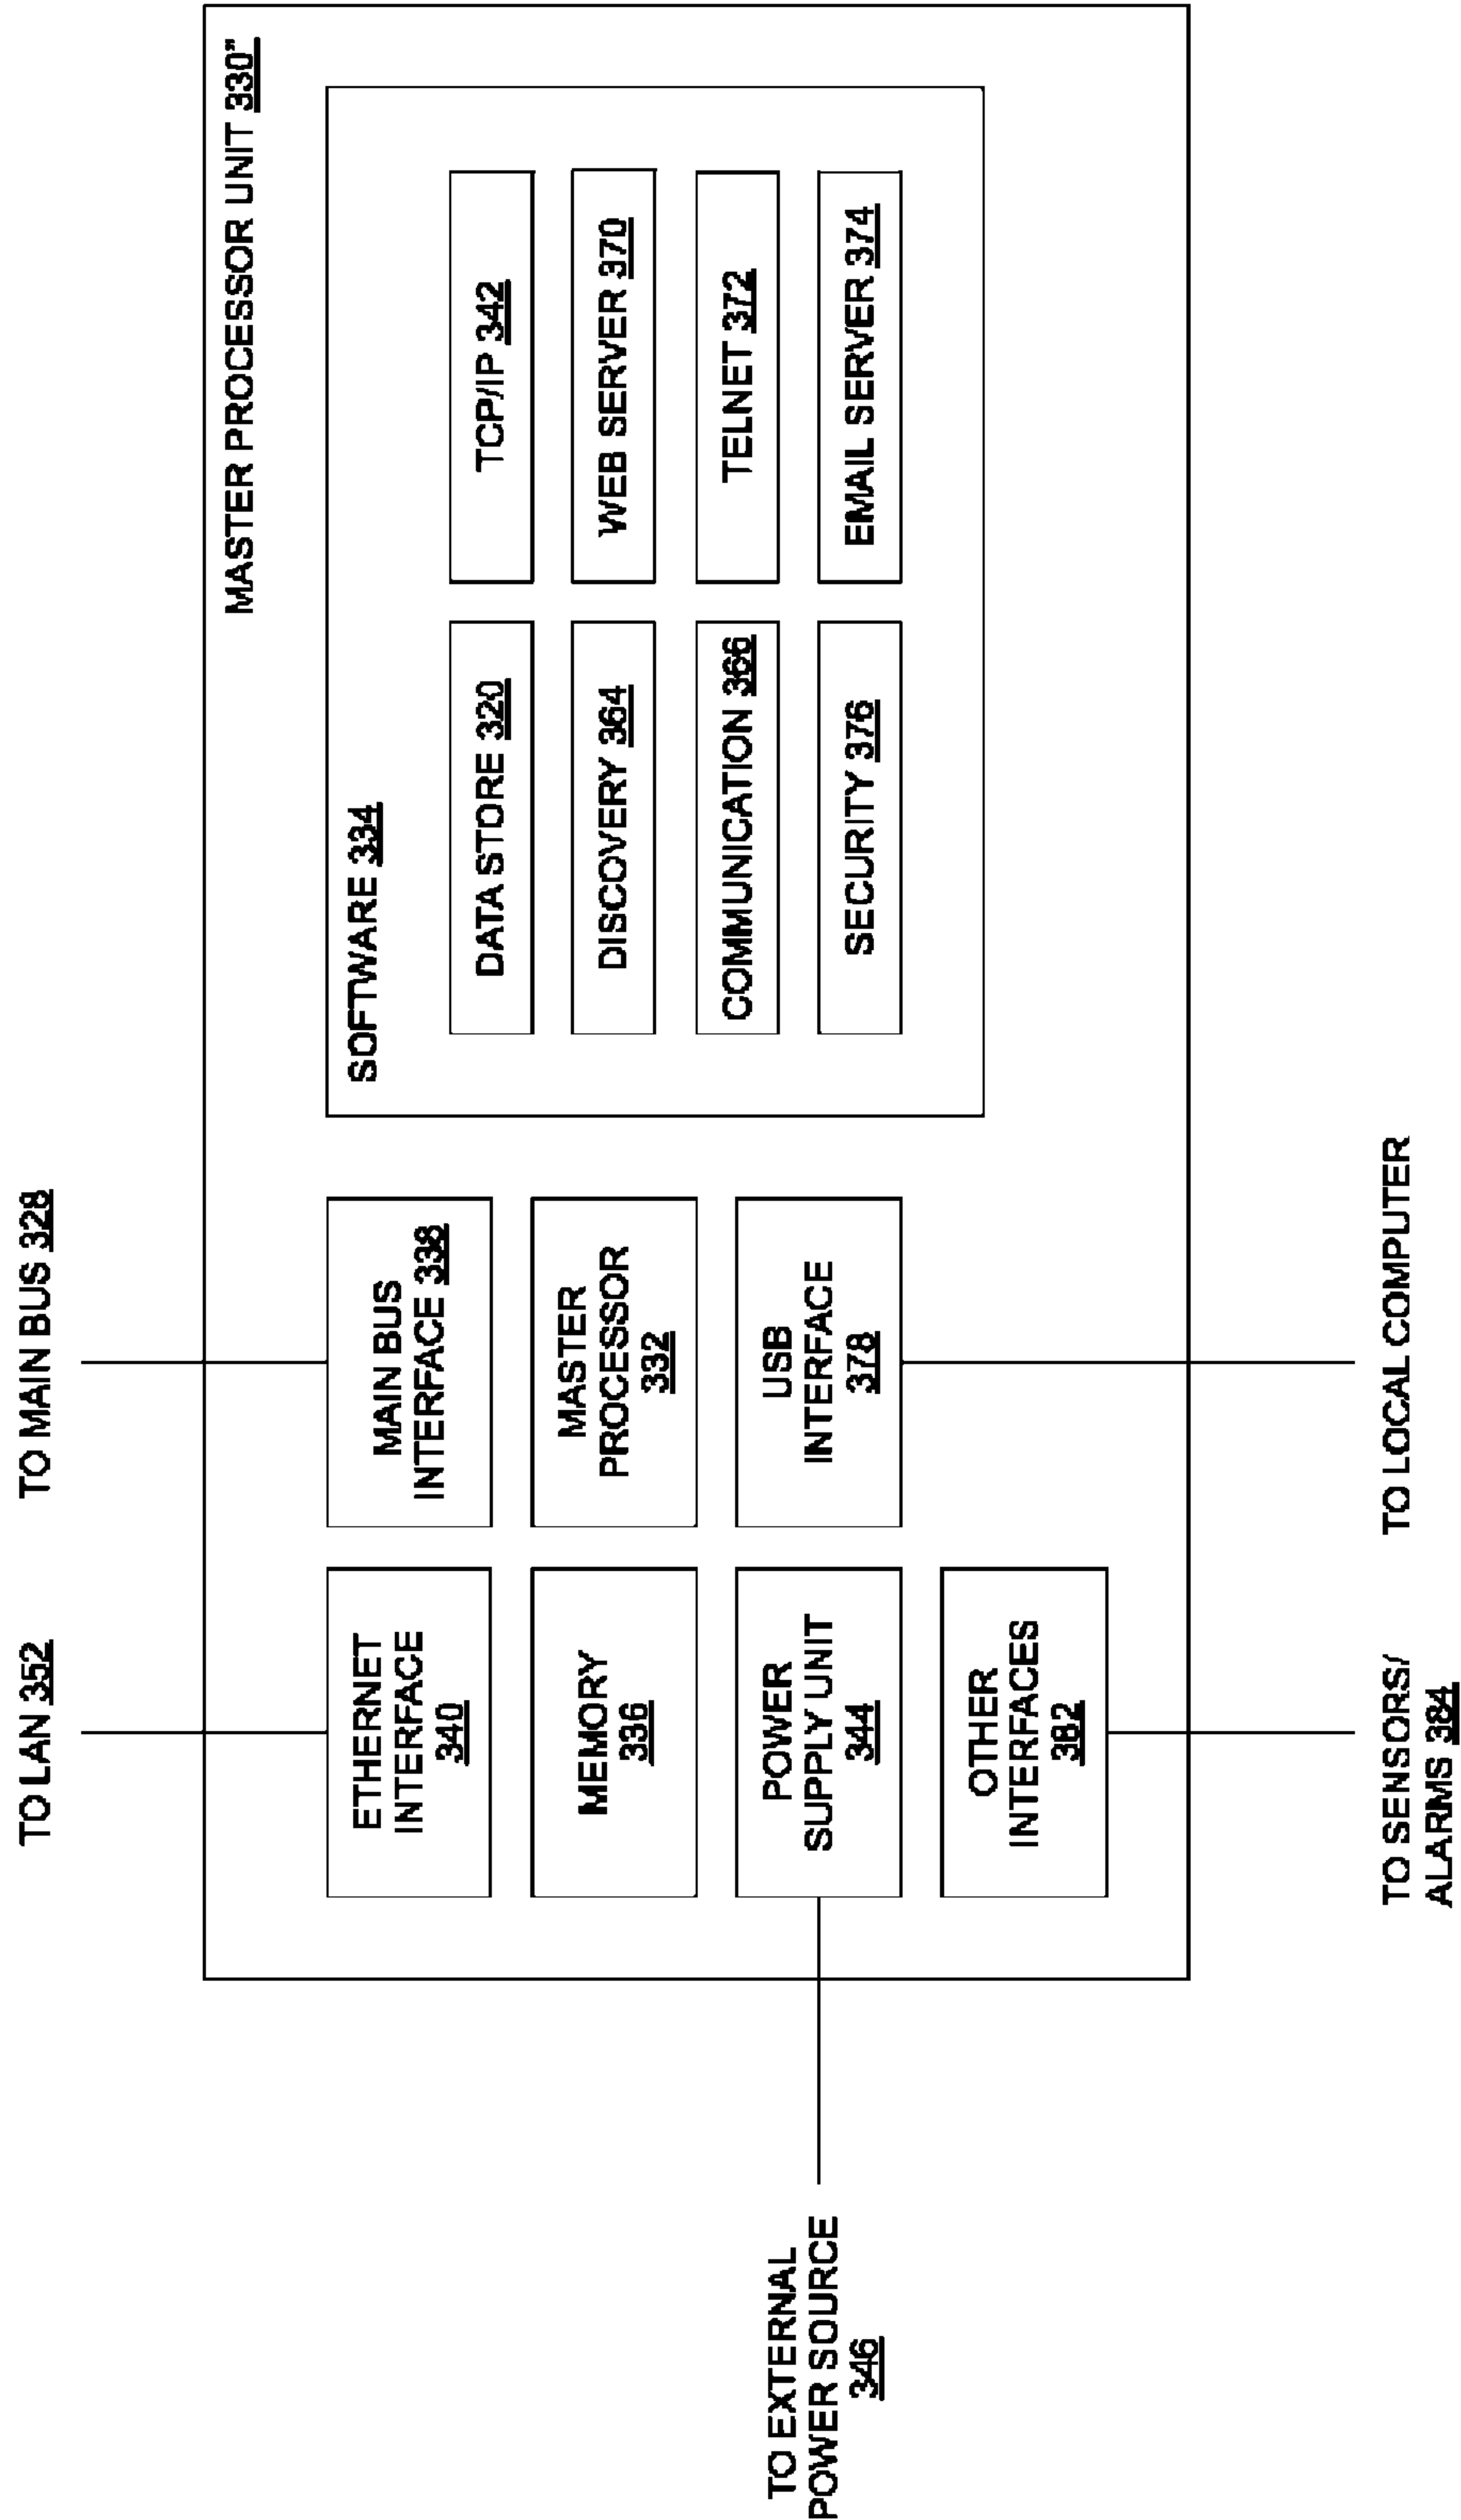 TO LAN 352
TO MAIN BUS 328
MASTER PROCESSOR UNIT 330"
ETHERNET
INTERFACE
340
MAIN BUS
INTERFACE 338
SOFTWARE 334
MEMORY
336
MASTER
PROCESSOR
332
DATA STORE 320
TCP/IP 342
DISCOVERY 364
WEB SERVER 370
COMMUNICATION 366
TELNET 372
SECURITY 376
EMAIL SERVER 374
POWER
SUPPLY UNIT
344
USB
INTERFACE
378
OTHER
INTERFACES
382
TO EXTERNAL
POWER SOURCE
346
TO SENSORS/
ALARMS 384
TO LOCAL COMPUTER